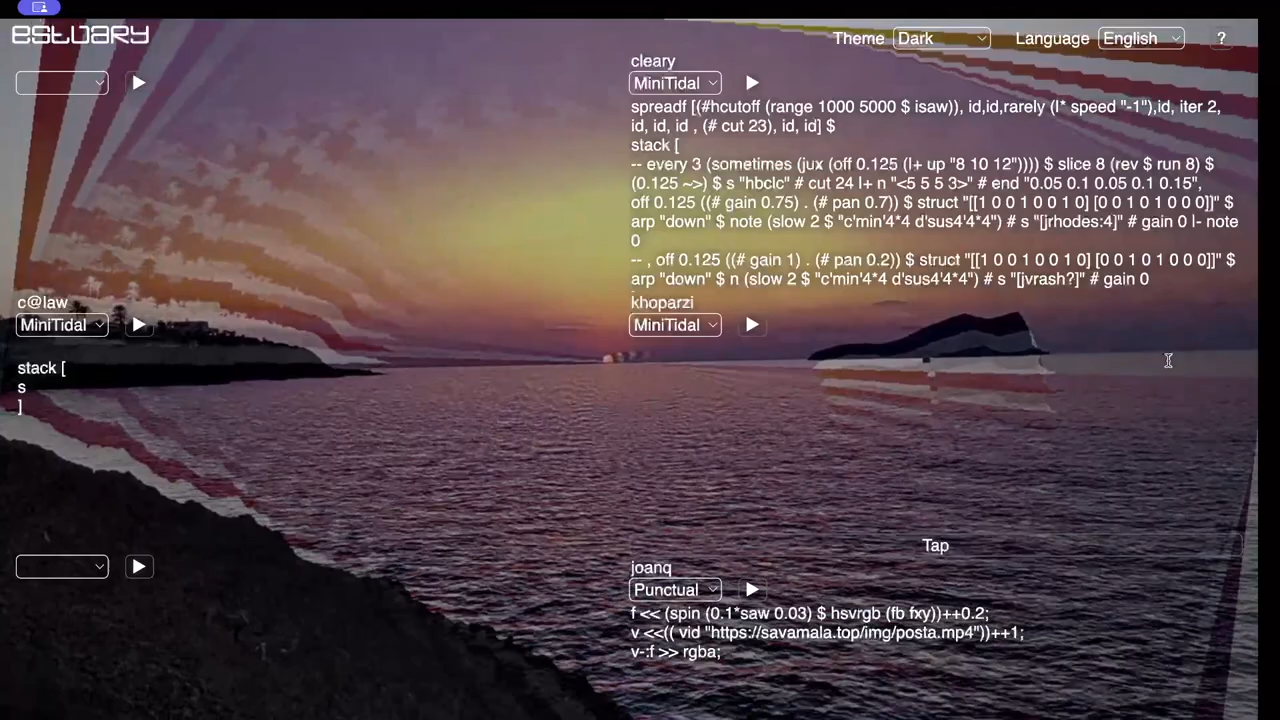 estuary
Theme Dark Language English ?
cleary
MiniTidal
spreadf [(#hcutoff (range 1000 5000 $ isaw)), id,id,rarely (|* speed "-1"),id, iter 2,
id, id, id , (# cut 23), id, id] $
stack [
-- every 3 (sometimes (jux (off 0.125 (|+ up "8 10 12")))) $ slice 8 (rev $ run 8) $
(0.125 ~>) $ s "hbclc" # cut 24 |+ n "<5 5 5 3>" # end "0.05 0.1 0.05 0.1 0.15",
off 0.125 ((# gain 0.75) . (# pan 0.7)) $ struct "[[1 0 0 1 0 0 1 0] [0 0 1 0 1 0 0 0]]" $
arp "down" $ note (slow 2 $ "c'min'4*4 d'sus4'4*4") # s "[jrhodes:4]" # gain 0 |- note
0
-- , off 0.125 ((# gain 1) . (# pan 0.2)) $ struct "[[1 0 0 1 0 0 1 0] [0 0 1 0 1 0 0 0]]" $
arp "down" $ n (slow 2 $ "c'min'4*4 d'sus4'4*4") # s "[jvrash?]" # gain 0
c@law
MiniTidal
stack [
s
]
khoparzi
MiniTidal
Tap
joanq
Punctual
f << (spin (0.1*saw 0.03) $ hsvrgb (fb fxy))++0.2;
v <<(( vid "https://savamala.top/img/posta.mp4"))++1;
v-:f >> rgba;